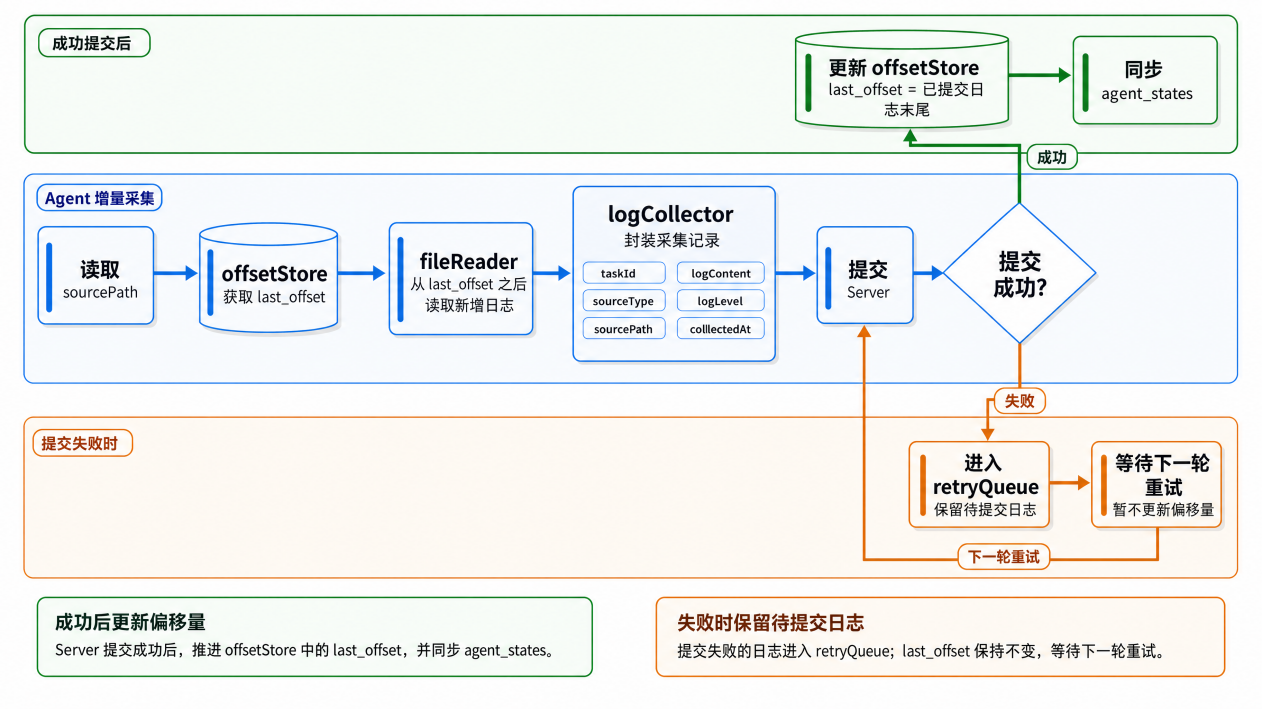 成功提交后
更新 offsetStore
last_offset = 已提交日
志末尾
同步
agent_states
成功
Agent 增量采集
读取
sourcePath
offsetStore
获取 last_offset
fileReader
从 last_offset 之后
读取新增日志
logCollector
封装采集记录
taskId
logContent
sourceType
logLevel
sourcePath
colllectedAt
提交
Server
提交
成功?
失败
提交失败时
进入
retryQueue
保留待提交日志
等待下一轮
重试
暂不更新偏移量
下一轮重试
成功后更新偏移量
Server 提交成功后，推进 offsetStore 中的 last_offset，并同步 agent_states。
失败时保留待提交日志
提交失败的日志进入 retryQueue；last_offset 保持不变，等待下一轮重试。